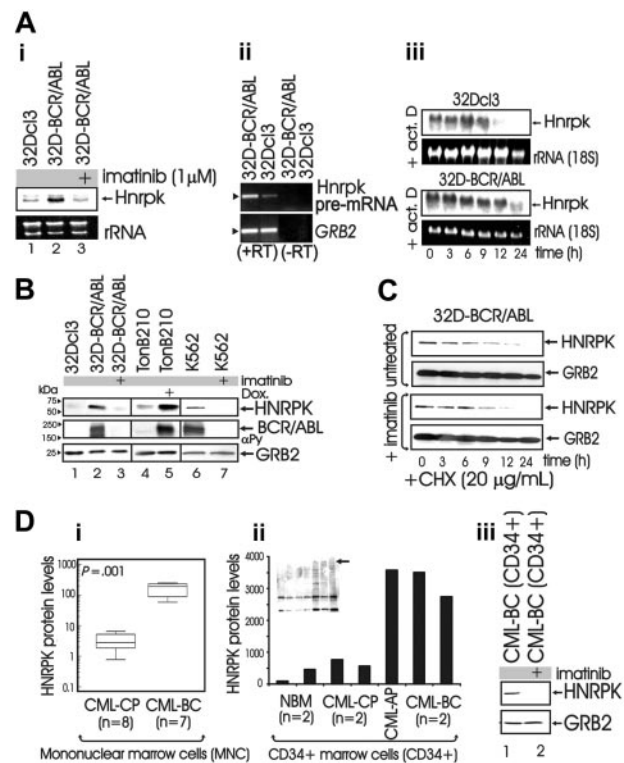 A
i
32Dcl3
32D-BCR/ABL
32D-BCR/ABL
+ imatinib (1µM)
Hnrpk
rRNA
1 2 3
ii
32D-BCR/ABL
32Dcl3
32D-BCR/ABL
32Dcl3
Hnrpk
pre-mRNA
GRB2
(+RT) (-RT)
iii
32Dcl3
+ act. D
Hnrpk
rRNA (18S)
32D-BCR/ABL
+ act. D
Hnrpk
rRNA (18S)
0 3 6 9 12 24 time (h)
B
32Dcl3
32D-BCR/ABL
32D-BCR/ABL
TonB210
TonB210
K562
K562
+ + imatinib
+ Dox.
kDa
75
50
HNRPK
250
150
BCR/ABL
αPy
GRB2
1 2 3 4 5 6 7
C
32D-BCR/ABL
untreated
HNRPK
GRB2
+ imatinib
HNRPK
GRB2
0 3 6 9 12 24 time (h)
+CHX (20 µg/mL)
D
i
HNRPK protein levels
1000
100
10
1
.1
P=.001
CML-CP
(n=8)
CML-BC
(n=7)
Mononuclear marrow cells (MNC)
ii
HNRPK protein levels
4000
3000
2000
1000
0
NBM
(n=2)
CML-CP
(n=2)
CML-AP
CML-BC
(n=2)
CD34+ marrow cells (CD34+)
iii
CML-BC (CD34+)
CML-BC (CD34+)
+ imatinib
HNRPK
GRB2
1 2